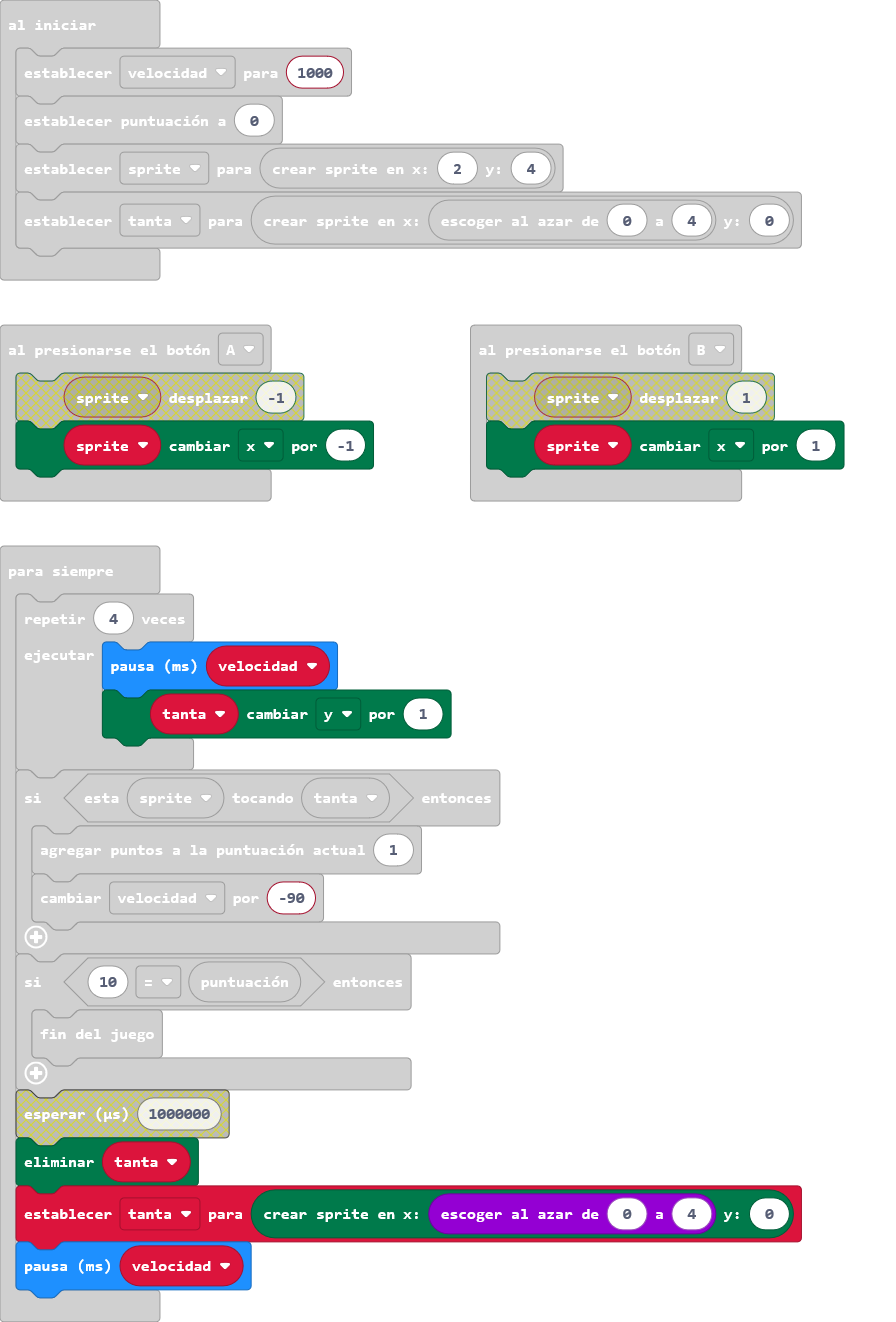 al iniciar
establecer velocidad para 1000
establecer puntuación a 0
establecer sprite para crear sprite en x: 2 y: 4
establecer tanta para crear sprite en x: escoger al azar de 0 a 4 y: 0
al presionarse el botón A
sprite desplazar -1
sprite cambiar x por -1
al presionarse el botón B
sprite desplazar 1
sprite cambiar x por 1
para siempre
repetir 4 veces
ejecutar
pausa (ms) velocidad
tanta cambiar y por 1
si esta sprite tocando tanta entonces
agregar puntos a la puntuación actual 1
cambiar velocidad por -90
si 10 = puntuación entonces
fin del juego
esperar (µs) 1000000
eliminar tanta
establecer tanta para crear sprite en x: escoger al azar de 0 a 4 y: 0
pausa (ms) velocidad